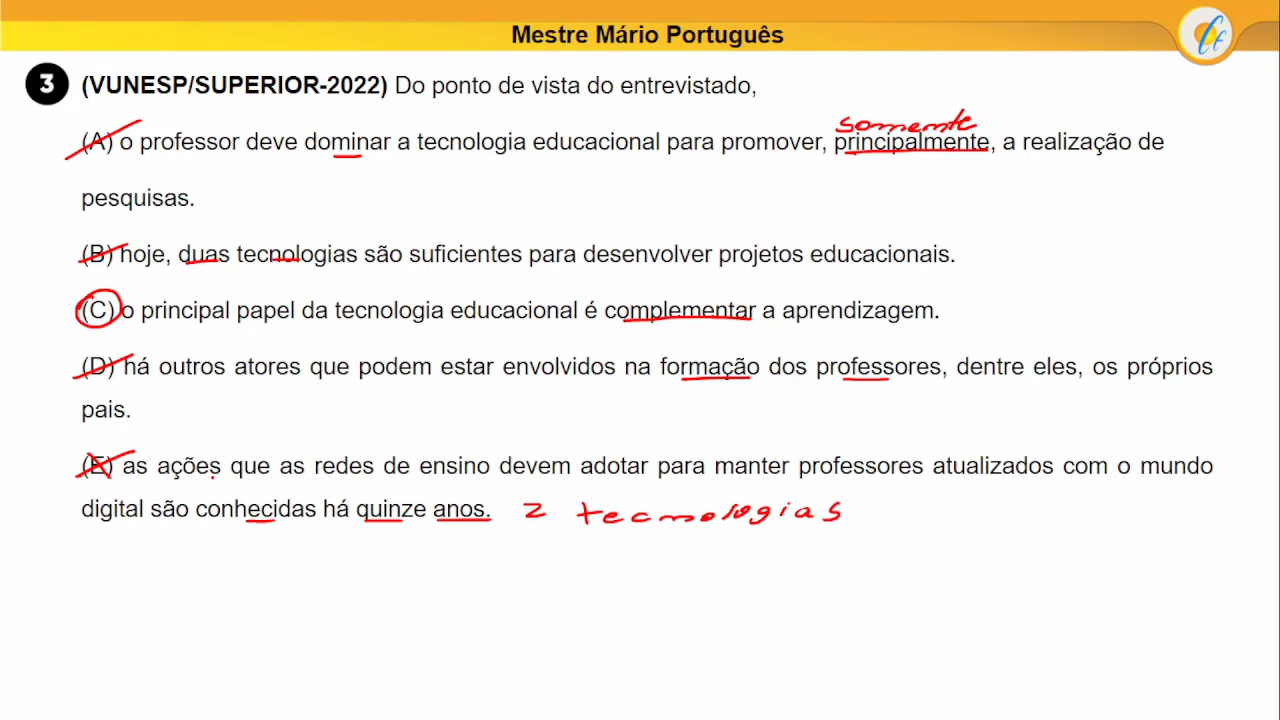 Mestre Mário Português
3 (VUNESP/SUPERIOR-2022) Do ponto de vista do entrevistado,
somente
(A) o professor deve dominar a tecnologia educacional para promover, principalmente, a realização de
pesquisas.
(B) hoje, duas tecnologias são suficientes para desenvolver projetos educacionais.
(C) o principal papel da tecnologia educacional é complementar a aprendizagem.
(D) há outros atores que podem estar envolvidos na formação dos professores, dentre eles, os próprios
pais.
(E) as ações que as redes de ensino devem adotar para manter professores atualizados com o mundo
digital são conhecidas há quinze anos. 2 tecnologias